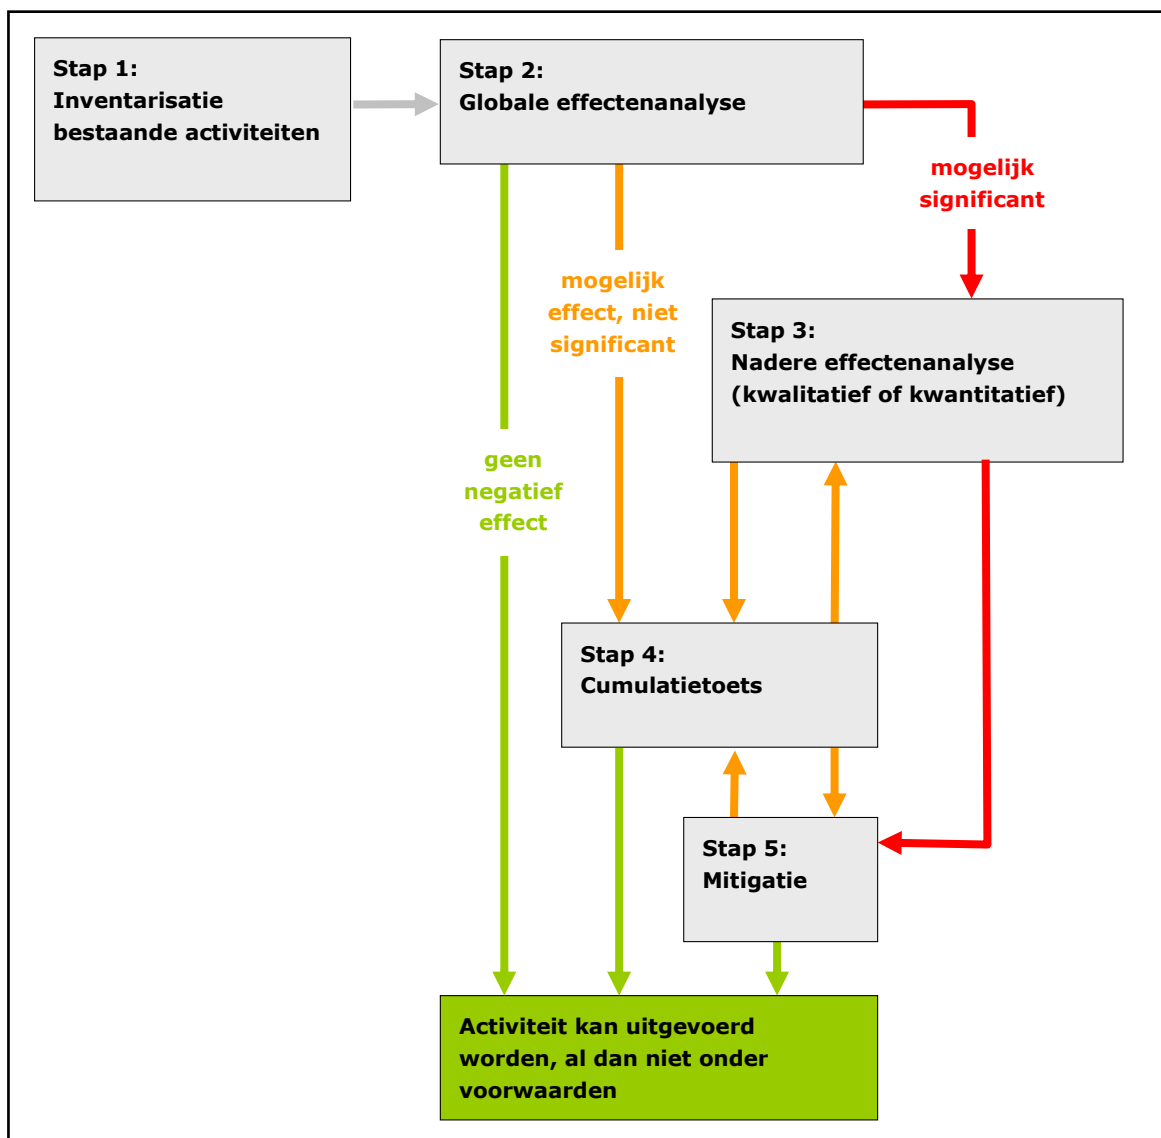 Stap 1:
Inventarisatie
bestaande activiteiten
Stap 2:
Globale effectenanalyse
mogelijk
significant
mogelijk
effect, niet
significant
Stap 3:
Nadere effectenanalyse
(kwalitatief of kwantitatief)
geen
negatief
effect
Stap 4:
Cumulatietoets
Stap 5:
Mitigatie
Activiteit kan uitgevoerd
worden, al dan niet onder
voorwaarden